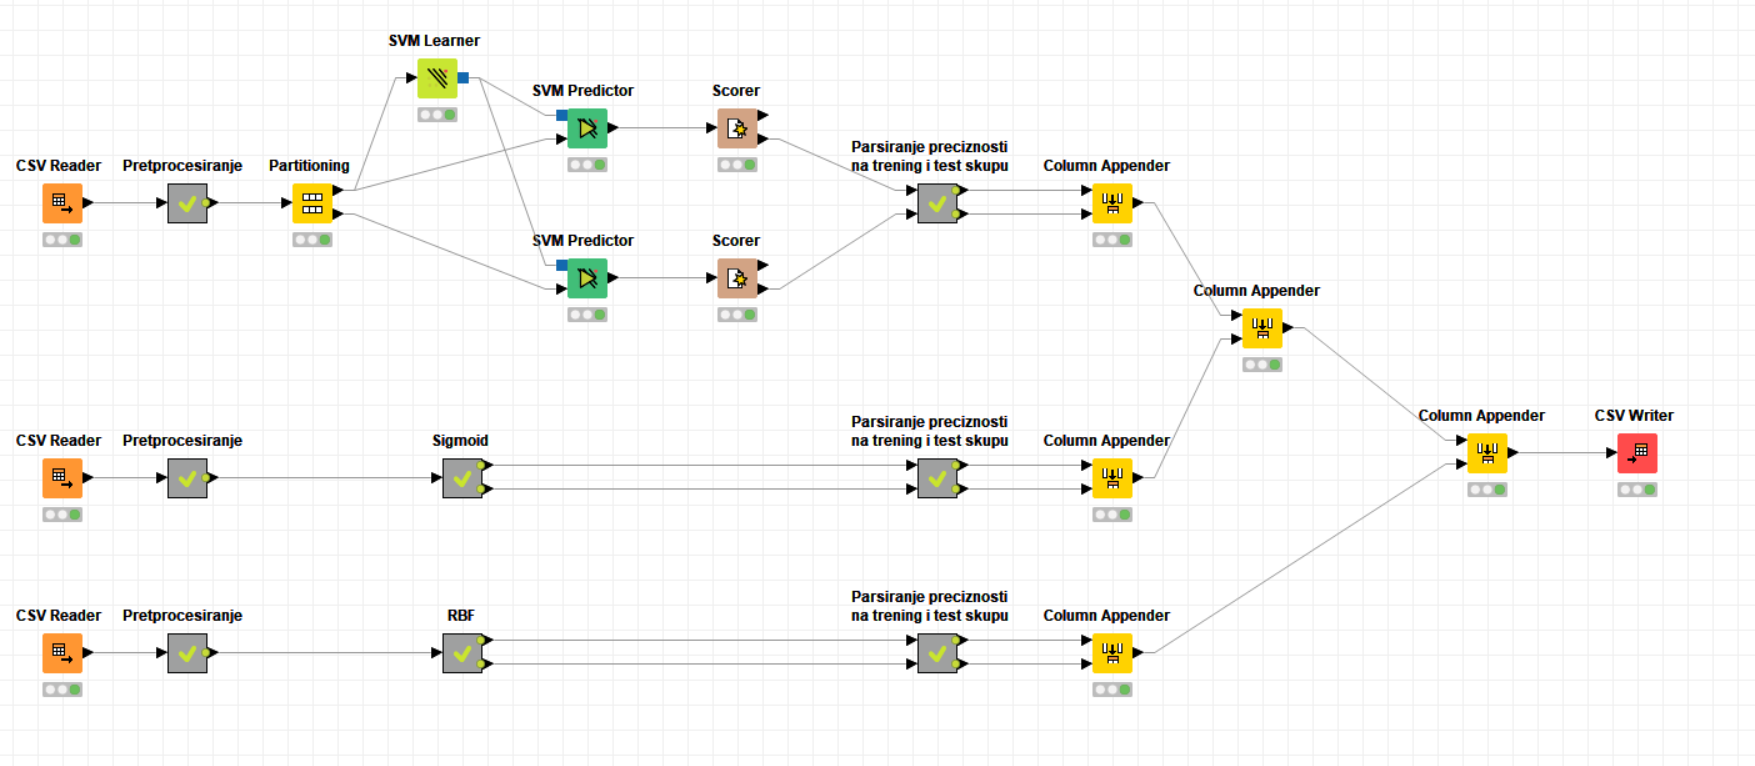 SVM Learner
SVM Predictor
Scorer
CSV Reader
Pretprocesiranje
Partitioning
Parsiranje preciznosti
na trening i test skupu
Column Appender
SVM Predictor
Scorer
Column Appender
CSV Reader
Pretprocesiranje
Sigmoid
Parsiranje preciznosti
na trening i test skupu
Column Appender
Column Appender
CSV Writer
CSV Reader
Pretprocesiranje
RBF
Parsiranje preciznosti
na trening i test skupu
Column Appender